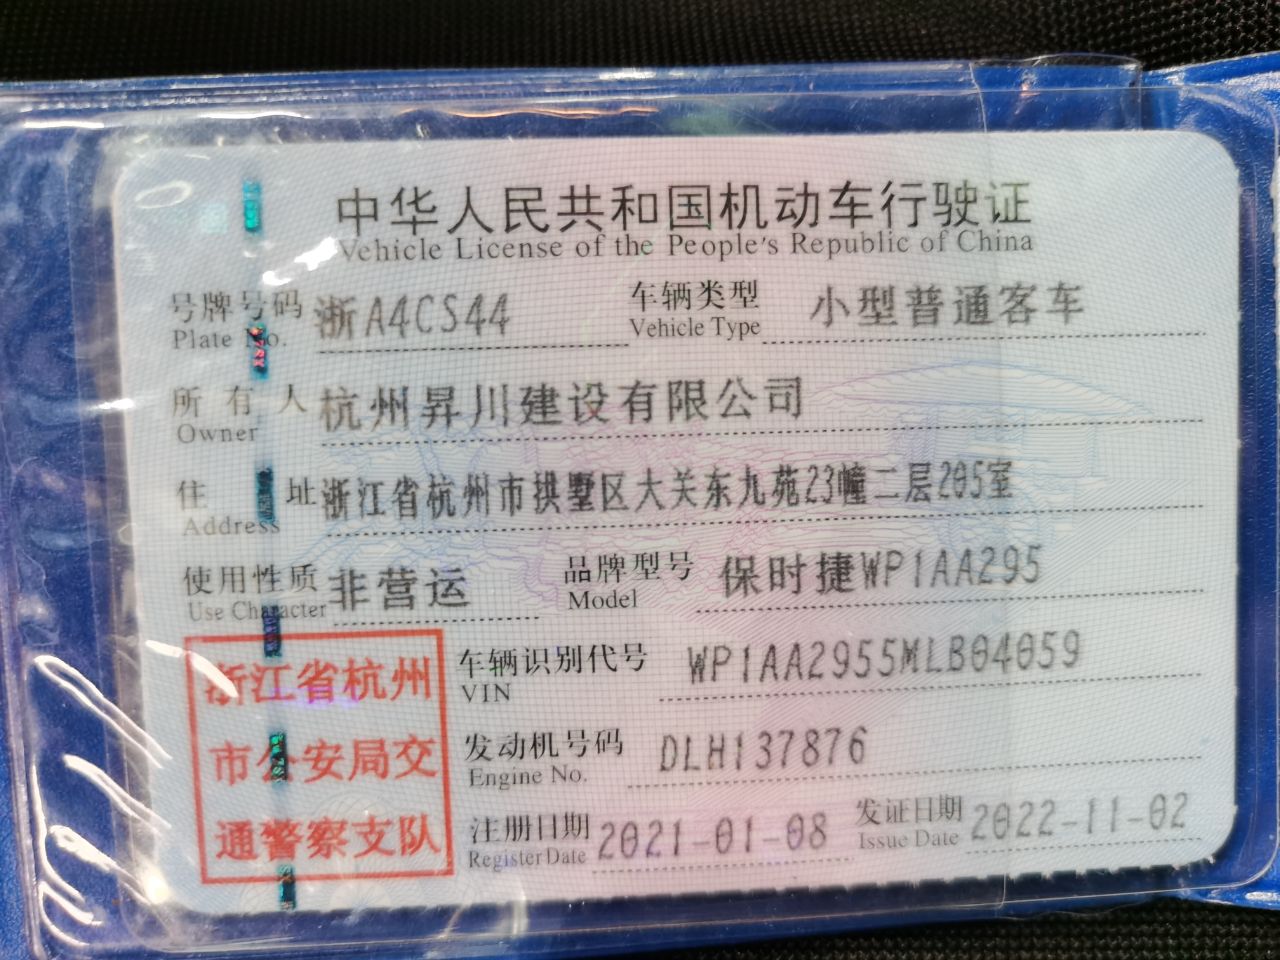 中华人民共和国机动车行驶证
Vehicle License of the People's Republic of China
号牌号码 浙A4CS44 车辆类型 小型普通客车
Plate No. Vehicle Type
所有人 杭州昇川建设有限公司
Owner
住址 浙江省杭州市拱墅区大关东九苑23幢二层205室
Address
使用性质 非营运 品牌型号 保时捷WP1AA295
Use Character Model
浙江省杭州 车辆识别代号 WP1AA2955MLB04059
VIN
市公安局交 发动机号码 DLH137876
Engine No.
通警察支队 注册日期 2021-01-08 发证日期 2022-11-02
Register Date Issue Date